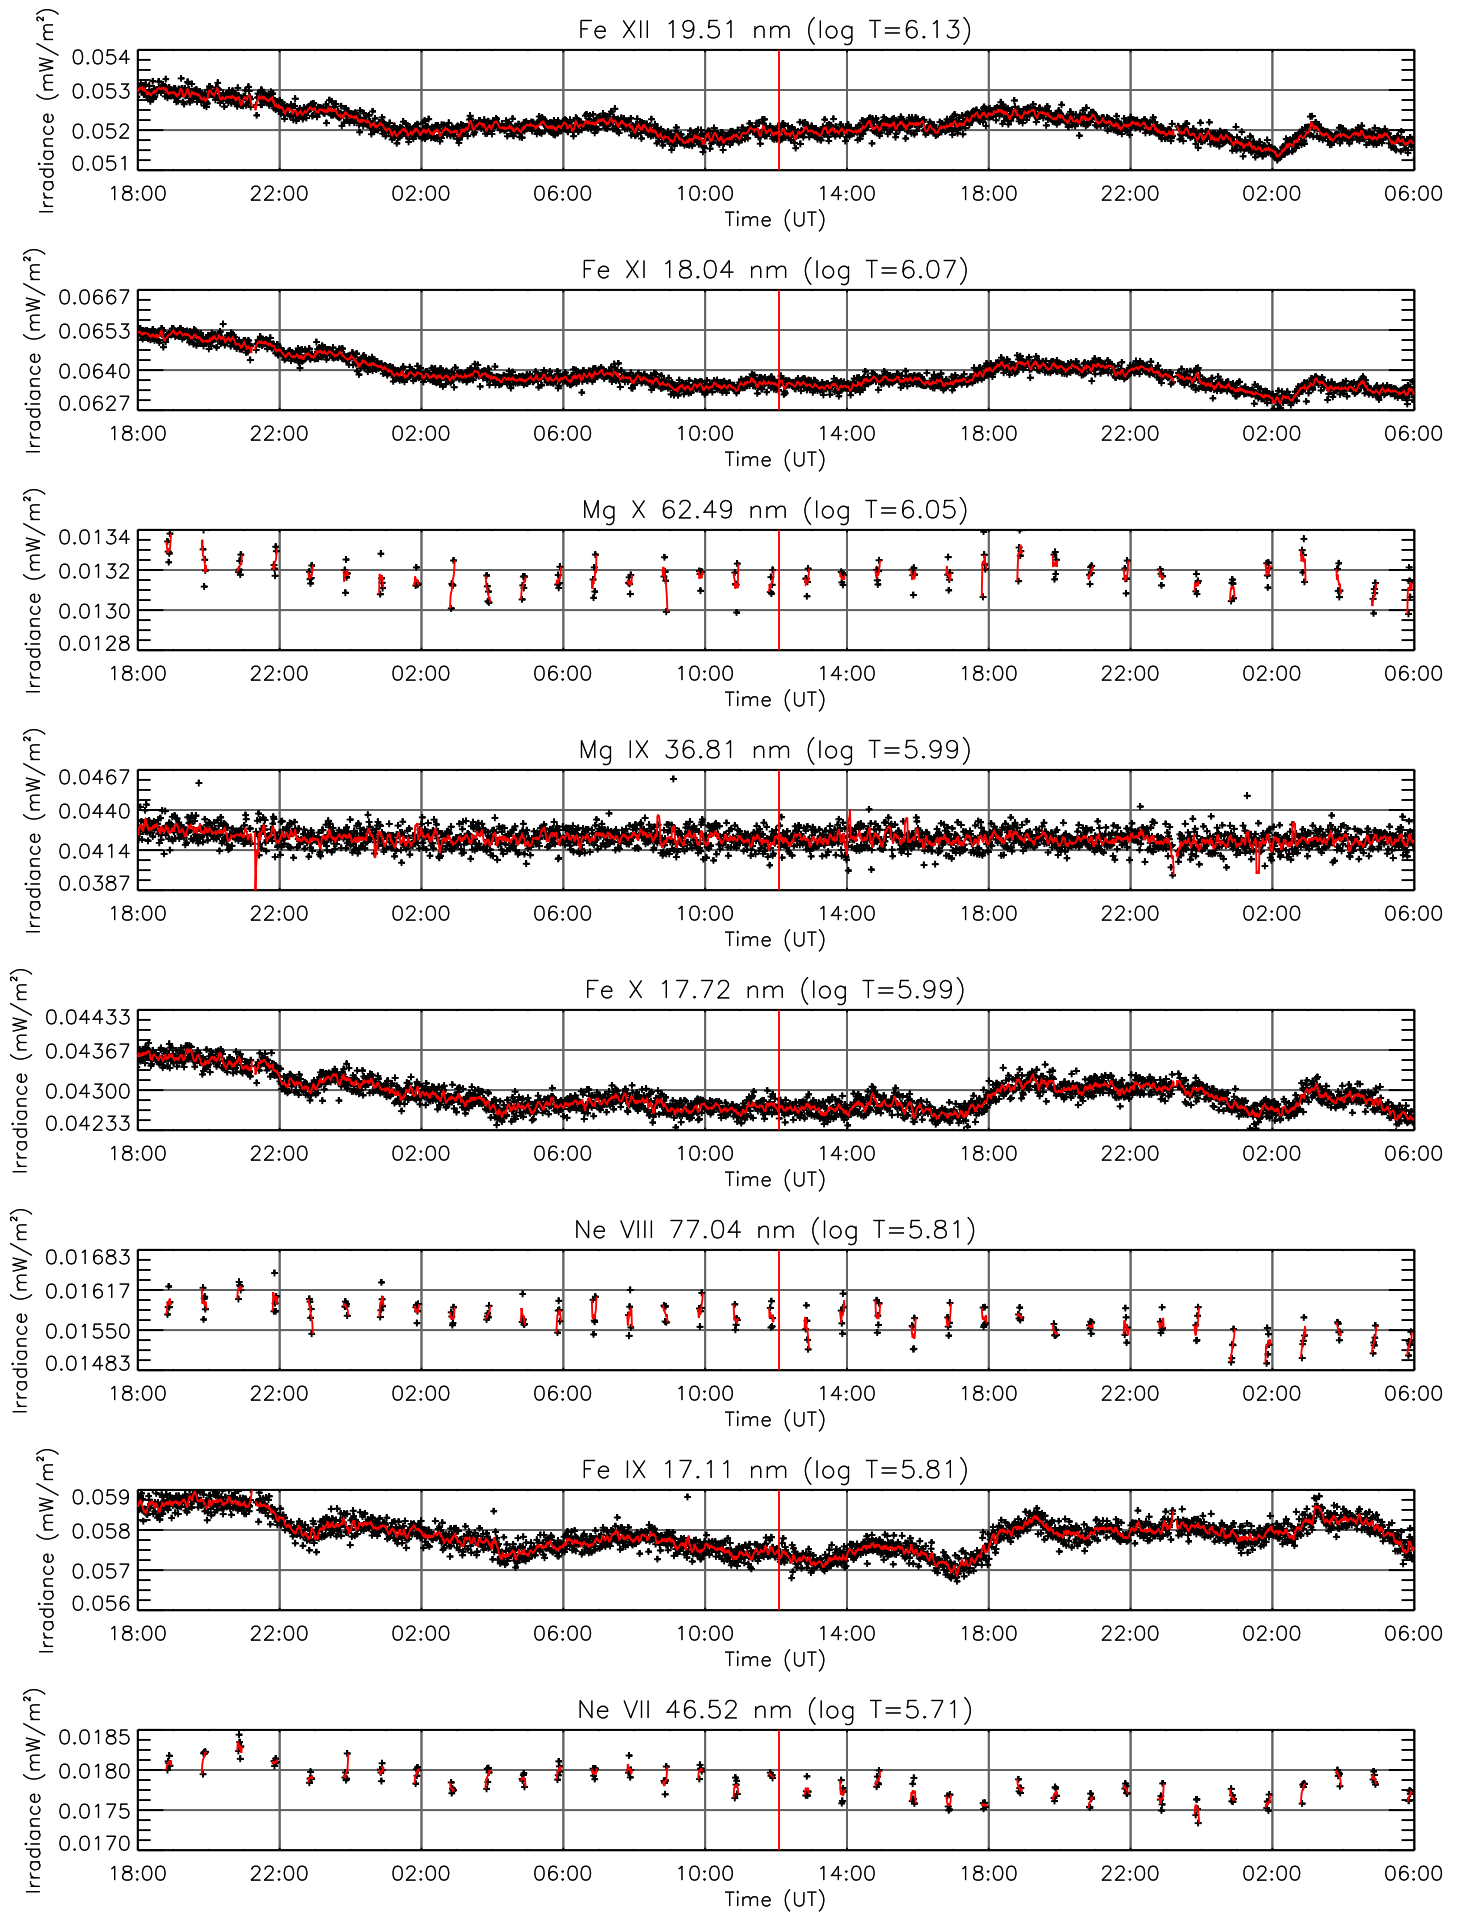 Fe XII 19.51 nm (log T=6.13)
Irradiance (mW/m²)
0.054
0.053
0.052
0.051
18:00 22:00 02:00 06:00 10:00 14:00 18:00 22:00 02:00 06:00
Time (UT)
Fe XI 18.04 nm (log T=6.07)
Irradiance (mW/m²)
0.0667
0.0653
0.0640
0.0627
18:00 22:00 02:00 06:00 10:00 14:00 18:00 22:00 02:00 06:00
Time (UT)
Mg X 62.49 nm (log T=6.05)
Irradiance (mW/m²)
0.0134
0.0132
0.0130
0.0128
18:00 22:00 02:00 06:00 10:00 14:00 18:00 22:00 02:00 06:00
Time (UT)
Mg IX 36.81 nm (log T=5.99)
Irradiance (mW/m²)
0.0467
0.0440
0.0414
0.0387
18:00 22:00 02:00 06:00 10:00 14:00 18:00 22:00 02:00 06:00
Time (UT)
Fe X 17.72 nm (log T=5.99)
Irradiance (mW/m²)
0.04433
0.04367
0.04300
0.04233
18:00 22:00 02:00 06:00 10:00 14:00 18:00 22:00 02:00 06:00
Time (UT)
Ne VIII 77.04 nm (log T=5.81)
Irradiance (mW/m²)
0.01683
0.01617
0.01550
0.01483
18:00 22:00 02:00 06:00 10:00 14:00 18:00 22:00 02:00 06:00
Time (UT)
Fe IX 17.11 nm (log T=5.81)
Irradiance (mW/m²)
0.059
0.058
0.057
0.056
18:00 22:00 02:00 06:00 10:00 14:00 18:00 22:00 02:00 06:00
Time (UT)
Ne VII 46.52 nm (log T=5.71)
Irradiance (mW/m²)
0.0185
0.0180
0.0175
0.0170
18:00 22:00 02:00 06:00 10:00 14:00 18:00 22:00 02:00 06:00
Time (UT)